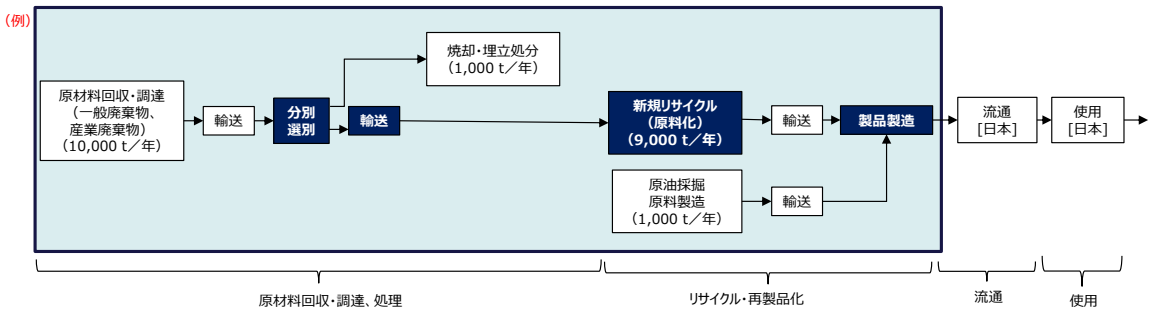 （例）
焼却・埋立処分
（1,000 t／年）
原材料回収・調達
（一般廃棄物、
産業廃棄物）
（10,000 t／年）
輸送
分別
選別
輸送
新規リサイクル
（原料化）
（9,000 t／年）
輸送
製品製造
流通
[日本]
使用
[日本]
原油採掘
原料製造
（1,000 t／年）
輸送
原材料回収・調達、処理
リサイクル・再製品化
流通
使用